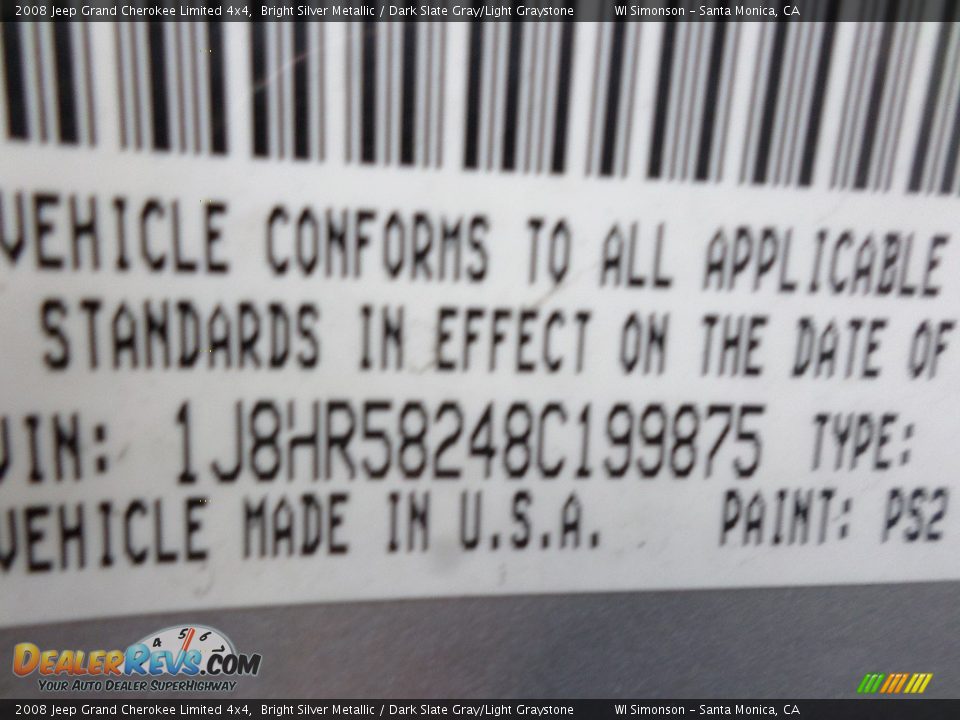 2008 Jeep Grand Cherokee Limited 4x4, Bright Silver Metallic / Dark Slate Gray/Light Graystone WI Simonson - Santa Monica, CA
VEHICLE CONFORMS TO ALL APPLICABLE
STANDARDS IN EFFECT ON THE DATE OF
VIN: 1J8HR58248C199875 TYPE:
VEHICLE MADE IN U.S.A. PAINT: PS2
4 5 6
DEALERREVS.COM
YOUR AUTO DEALER SUPERHIGHWAY
2008 Jeep Grand Cherokee Limited 4x4, Bright Silver Metallic / Dark Slate Gray/Light Graystone WI Simonson - Santa Monica, CA